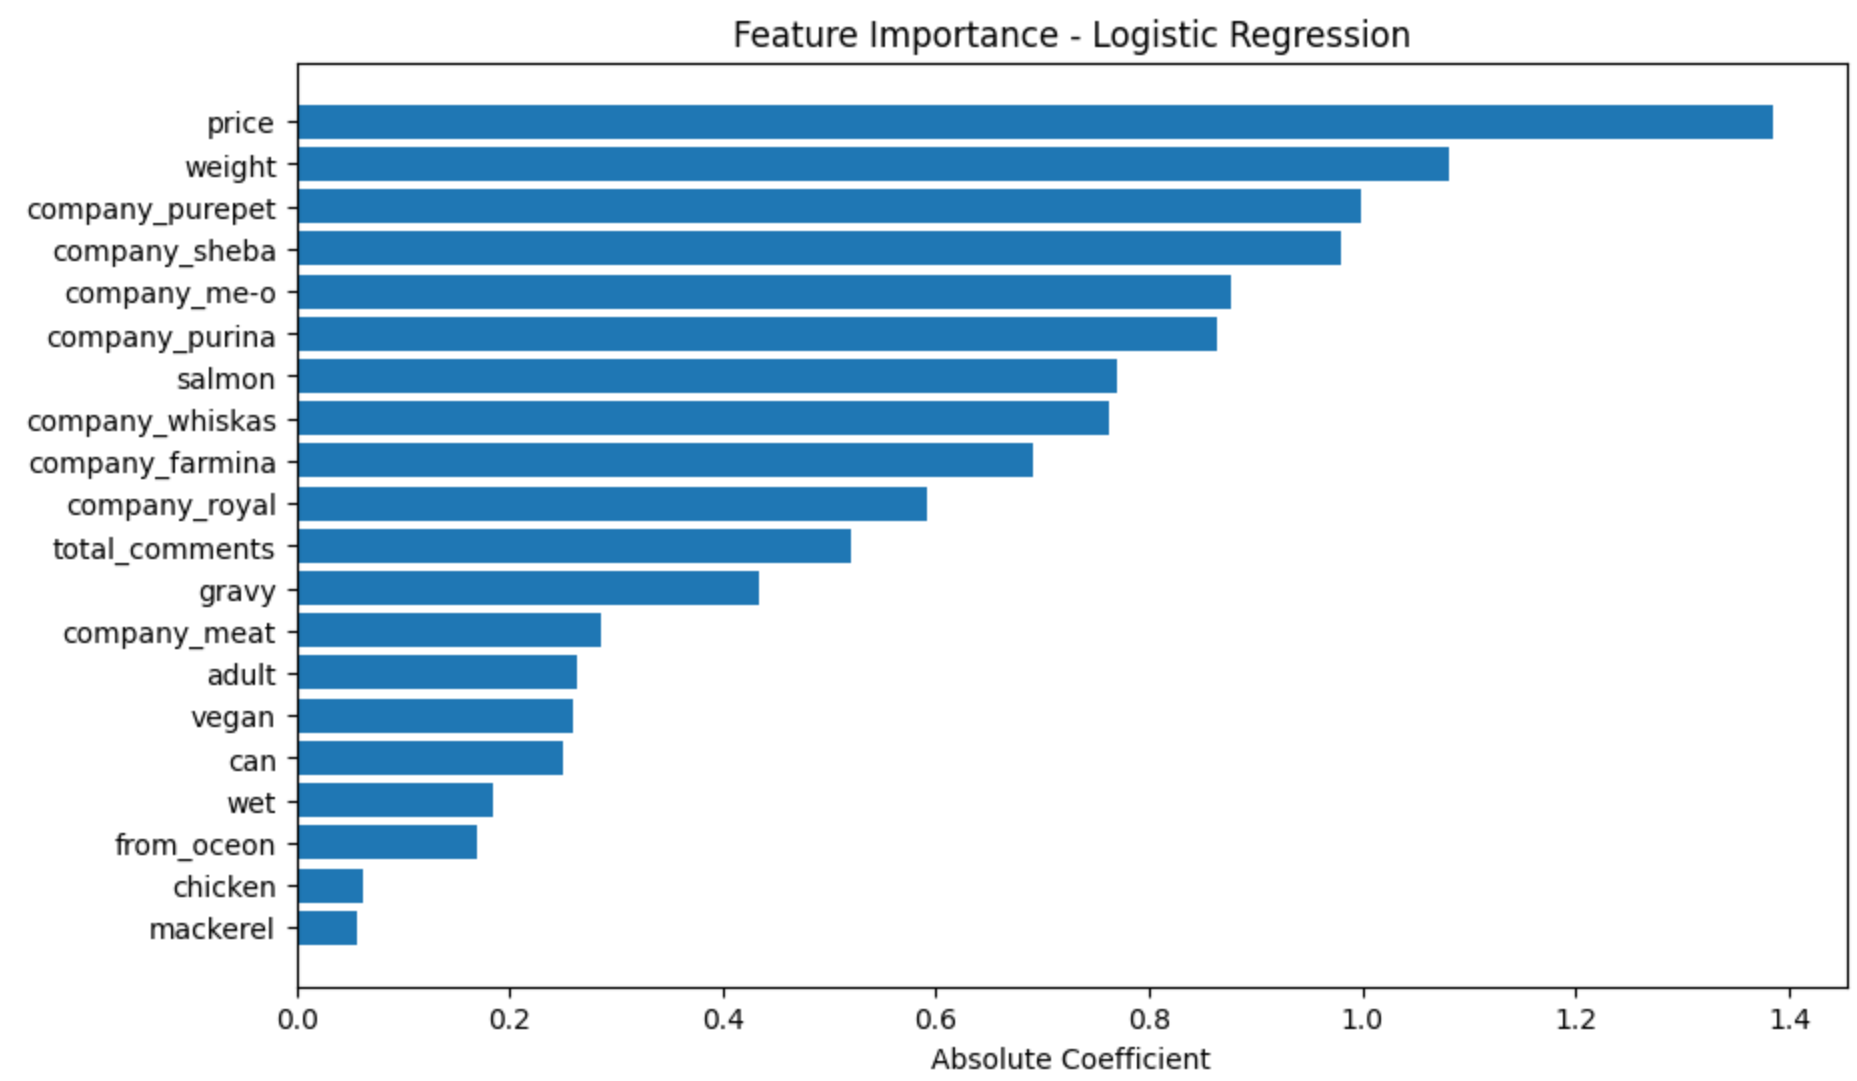 Feature Importance - Logistic Regression
price
weight
company_purepet
company_sheba
company_me-o
company_purina
salmon
company_whiskas
company_farmina
company_royal
total_comments
gravy
company_meat
adult
vegan
can
wet
from_oceon
chicken
mackerel
0.0 0.2 0.4 0.6 0.8 1.0 1.2 1.4
Absolute Coefficient